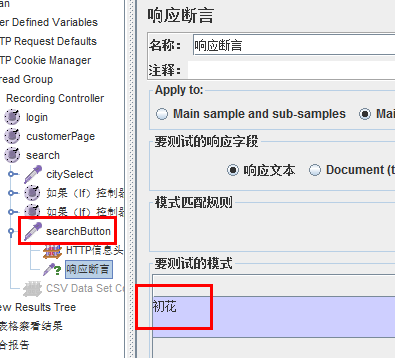 an
er Defined Variables
TP Request Defaults
TP Cookie Manager
read Group
Recording Controller
login
customerPage
search
citySelect
如果（If）控制器
如果（If）控制器
searchButton
HTTP信息头
响应断言
CSV Data Set C
ew Results Tree
表格察看结果
合报告
响应断言
名称： 响应断言
注释：
Apply to:
Main sample and sub-samples Mai
要测试的响应字段
响应文本 Document (t
模式匹配规则
要测试的模式
初花